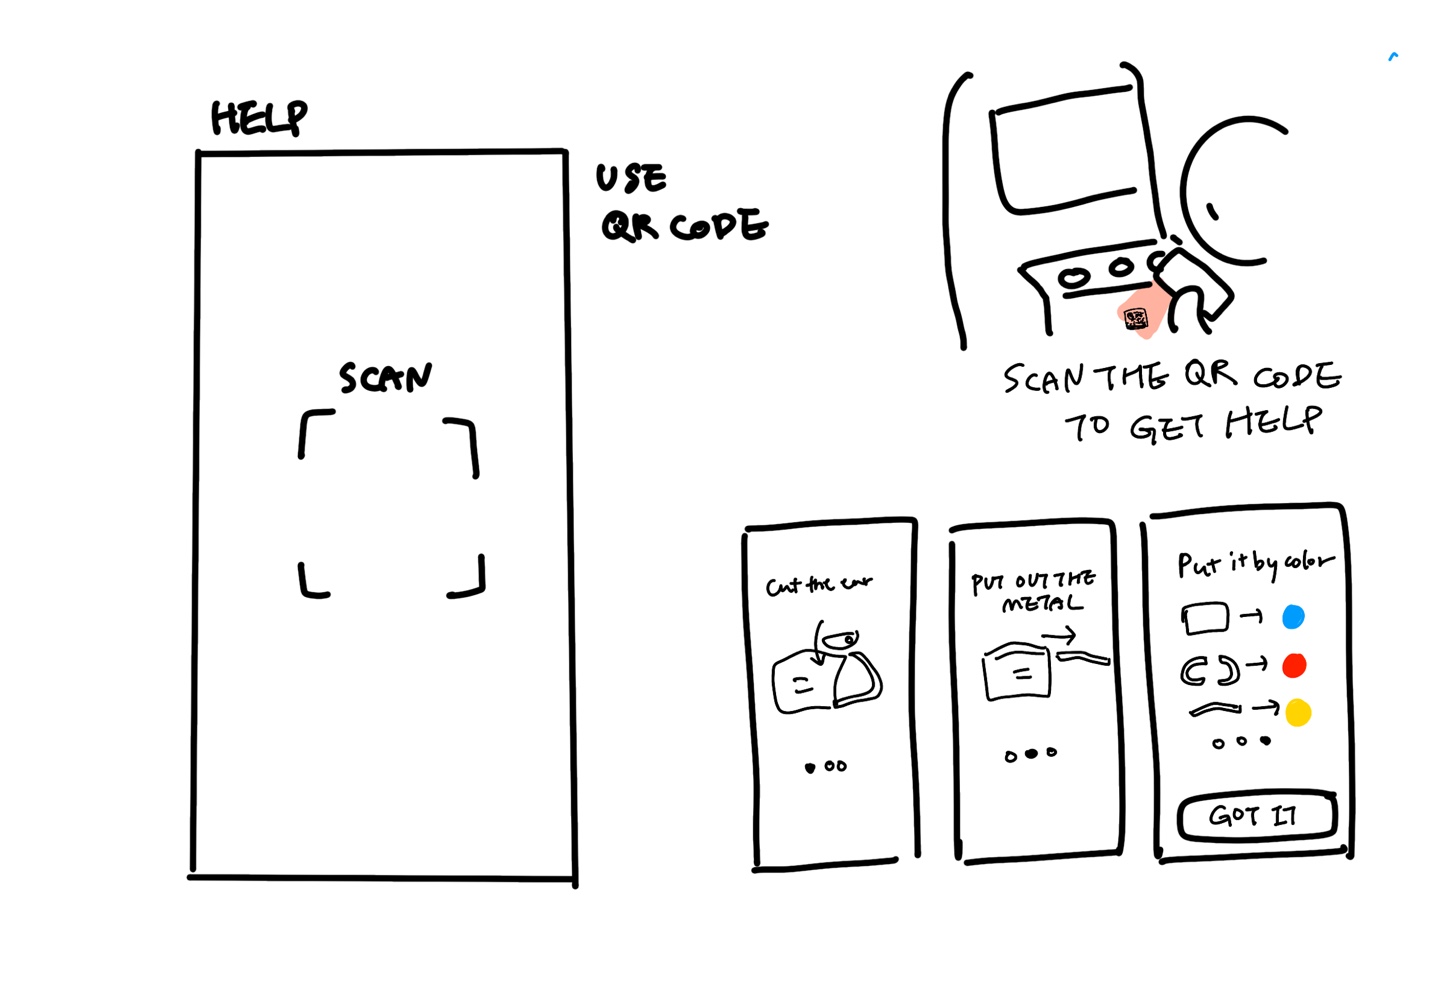 HELP
USE
QR CODE
SCAN
SCAN THE QR CODE
TO GET HELP
Cut the ear
PUT OUT THE
METAL
Put it by color
GOT IT